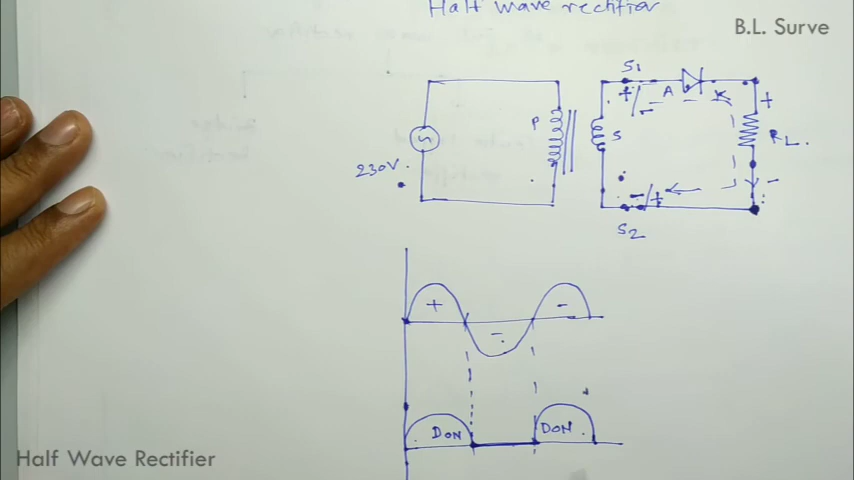 Half wave rectifier
B.L. Surve
S1
+/-
A
K
+
P
S
RL.
230V.
-/+
-
S2
+
-
-
DON
DON
Half Wave Rectifier